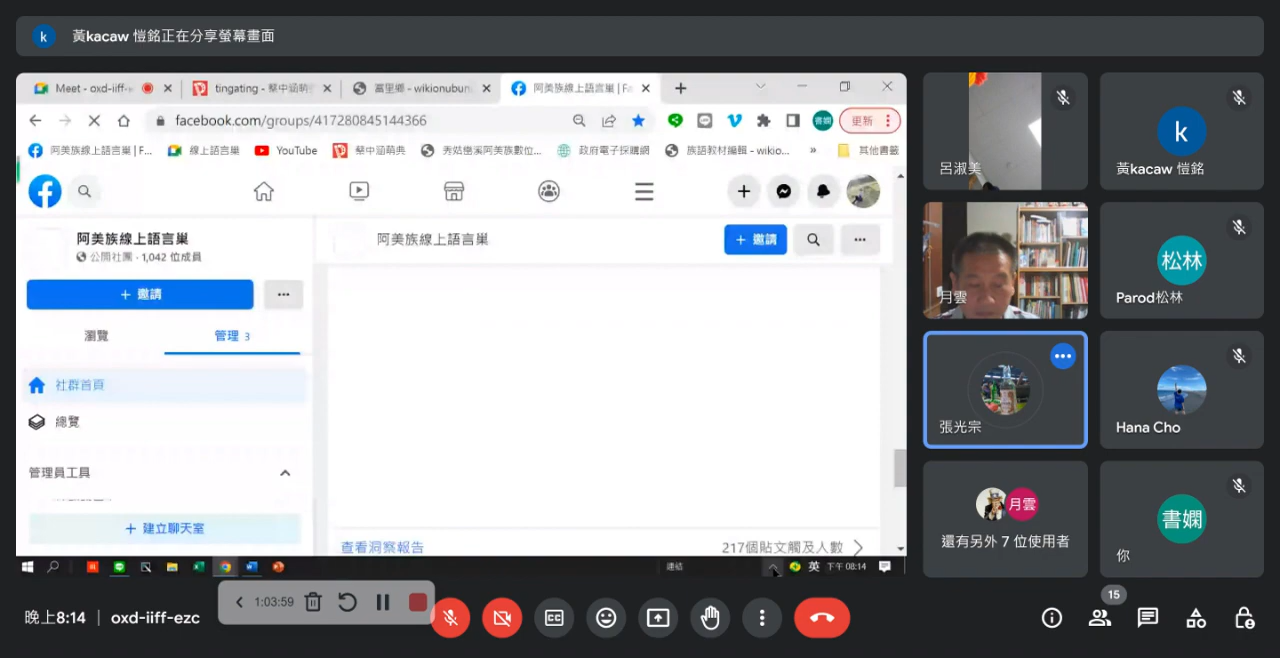 k 黃kacaw 愷銘正在分享螢幕畫面
Meet - oxd-iiff-
tingating - 蔡中涵萌
富里鄉 - wikionubun
阿美族線上語言巢 | Fa
facebook.com/groups/417280845144366
書嫻
更新
阿美族線上語言巢 | F...
線上語言巢
YouTube
蔡中涵萌典
秀姑巒溪阿美族數位...
政府電子採購網
族語教材編輯 - wikio...
»
其他書籤
阿美族線上語言巢
公開社團 · 1,042 位成員
+ 邀請
...
瀏覽
管理 3
社群首頁
總覽
管理員工具
+ 建立聊天室
阿美族線上語言巢
+ 邀請
...
查看洞察報告
217個貼文觸及人數
連結
英
下午 08:14
呂淑美
k
黃kacaw 愷銘
月雲
松林
Parod松林
張光宗
Hana Cho
月雲
還有另外 7 位使用者
書嫻
你
晚上8:14 | oxd-iiff-ezc
1:03:59
15